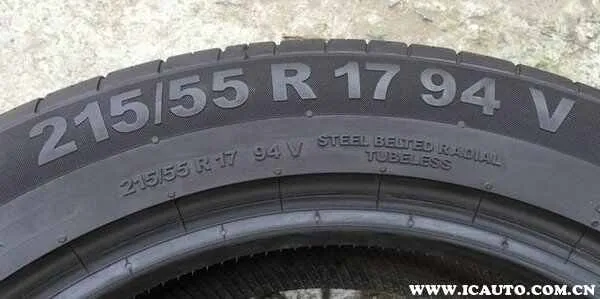 215/55 R 17 94 V
215/55 R 17 94 V STEEL BELTED RADIAL
TUBELESS
WWW.ICAUTO.COM.CN